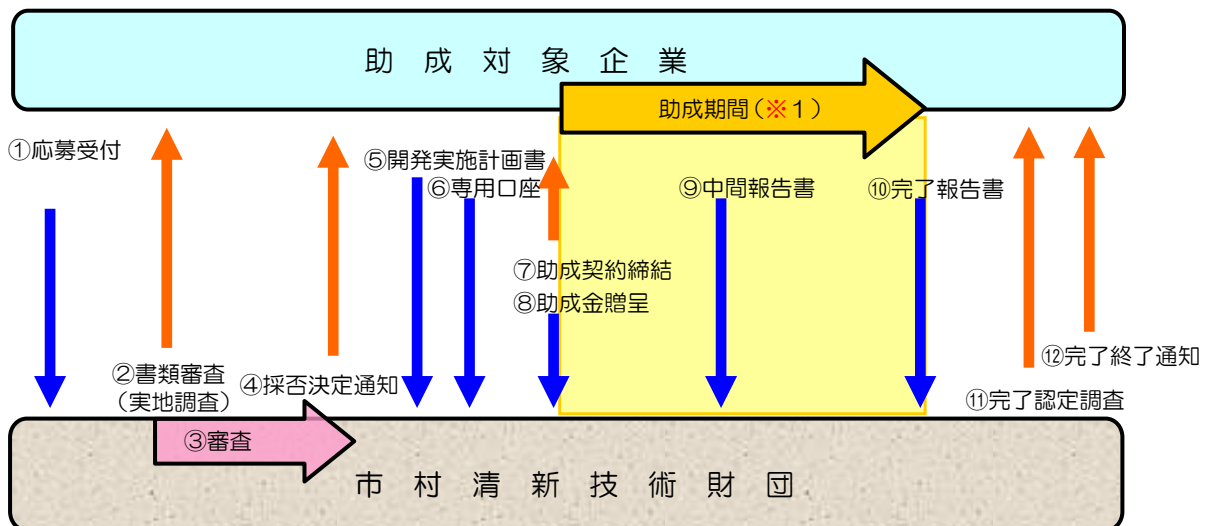 助成対象企業
助成期間(※1)
①応募受付
⑤開発実施計画書
⑥専用口座
⑨中間報告書
⑩完了報告書
⑦助成契約締結
⑧助成金贈呈
②書類審査
(実地調査)
④採否決定通知
⑫完了終了通知
⑪完了認定調査
③審査
市村清新技術財団